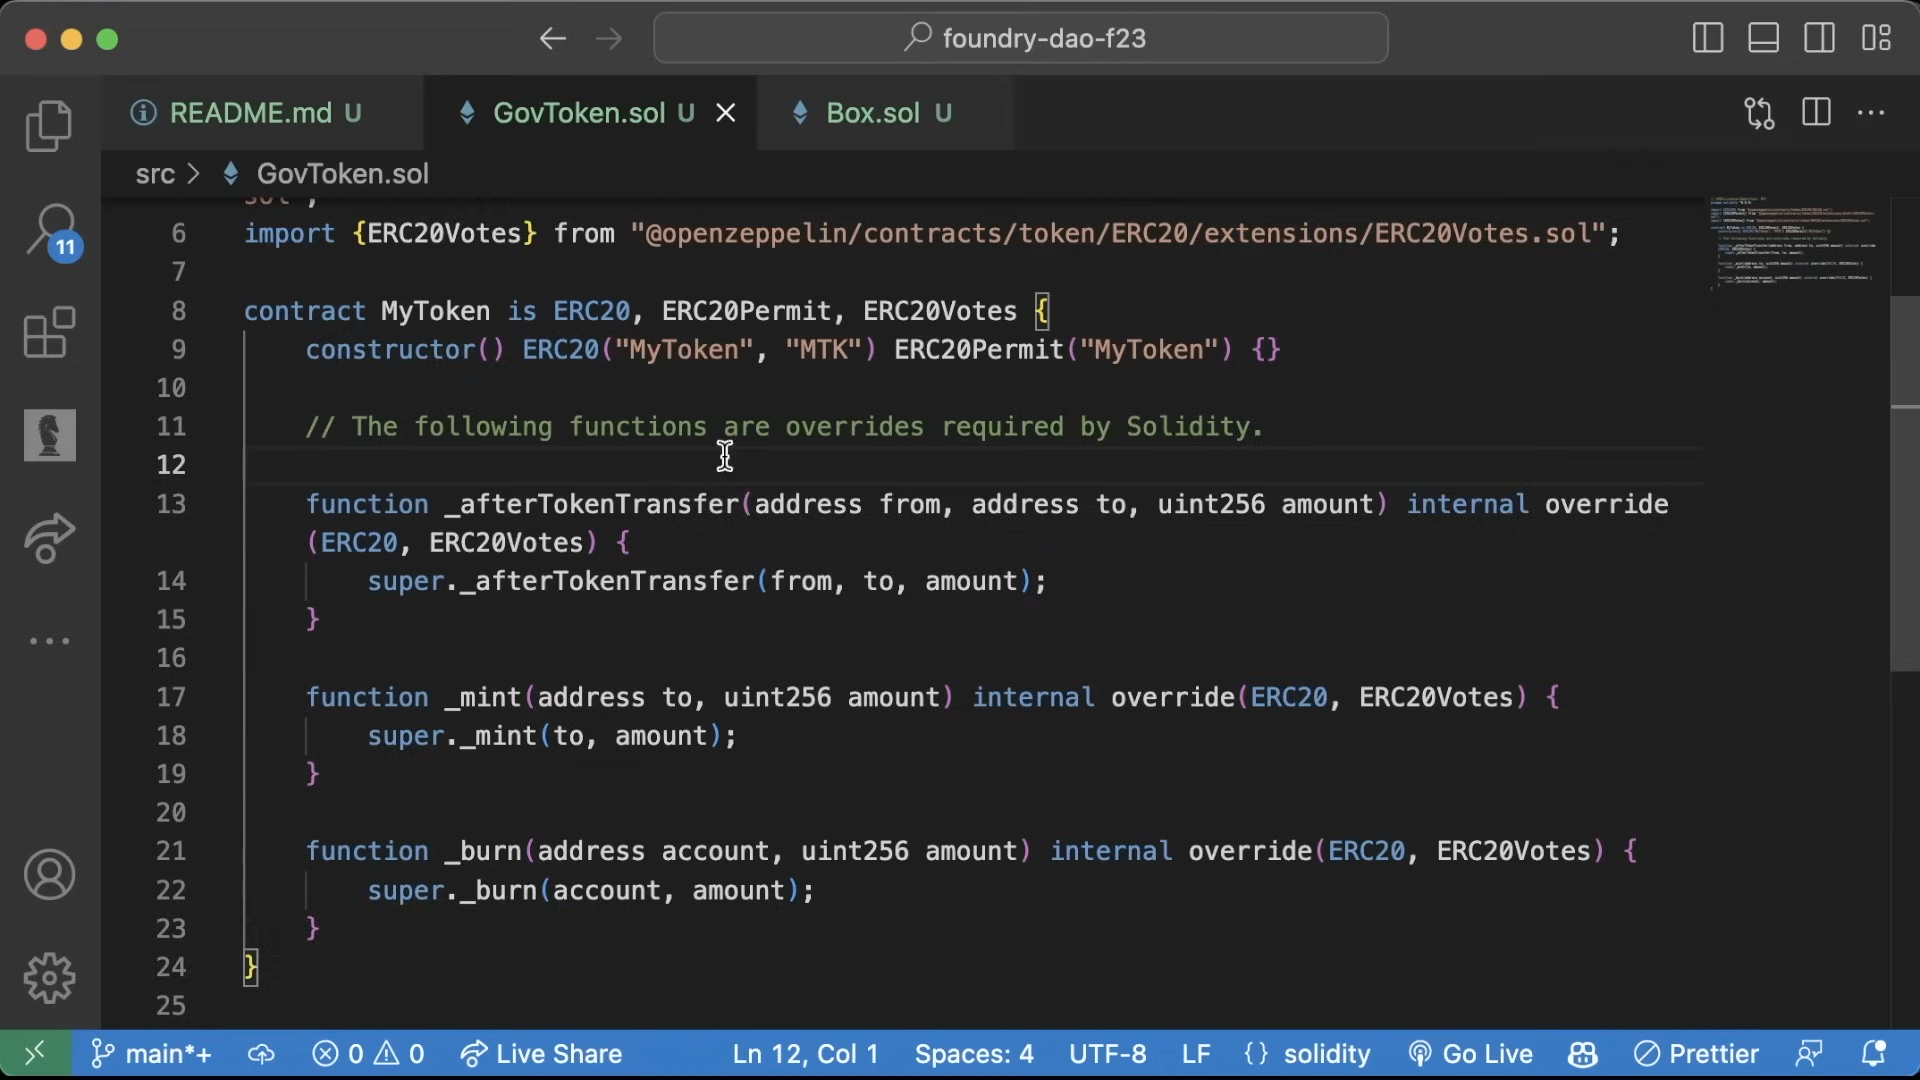 foundry-dao-f23
README.md U
GovToken.sol U
Box.sol U
src > GovToken.sol
sol";
6 import {ERC20Votes} from "@openzeppelin/contracts/token/ERC20/extensions/ERC20Votes.sol";
7
8 contract MyToken is ERC20, ERC20Permit, ERC20Votes {
9 constructor() ERC20("MyToken", "MTK") ERC20Permit("MyToken") {}
10
11 // The following functions are overrides required by Solidity.
12
13 function _afterTokenTransfer(address from, address to, uint256 amount) internal override
(ERC20, ERC20Votes) {
14 super._afterTokenTransfer(from, to, amount);
15 }
16
17 function _mint(address to, uint256 amount) internal override(ERC20, ERC20Votes) {
18 super._mint(to, amount);
19 }
20
21 function _burn(address account, uint256 amount) internal override(ERC20, ERC20Votes) {
22 super._burn(account, amount);
23 }
24 }
25
11
main*+ 0 0 Live Share Ln 12, Col 1 Spaces: 4 UTF-8 LF {} solidity Go Live Prettier